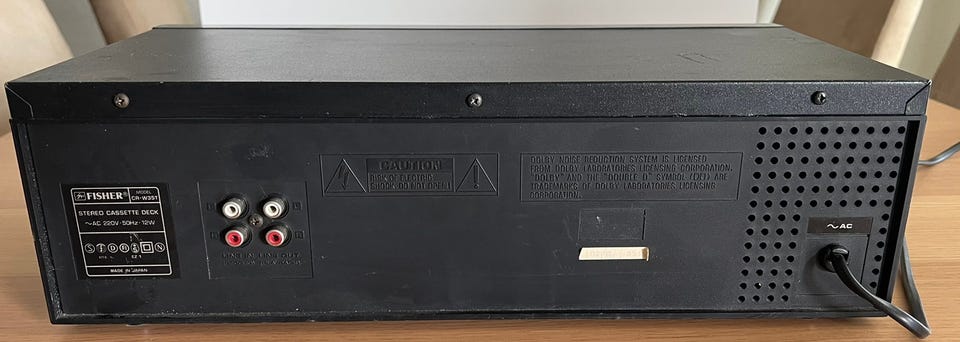 FISHER®
MODEL
CR-W351
STEREO CASSETTE DECK
～AC 220V·50Hz·12W
S D N
EZ 1
MADE IN JAPAN
L L
R R
LINE IN LINE OUT
CAUTION
RISK OF ELECTRIC
SHOCK DO NOT OPEN!
DOLBY NOISE REDUCTION SYSTEM IS LICENSED
FROM DOLBY LABORATORIES LICENSING CORPORATION.
"DOLBY" AND THE "DOUBLE D" SYMBOL ARE
TRADEMARKS OF DOLBY LABORATORIES LICENSING
CORPORATION.
～AC